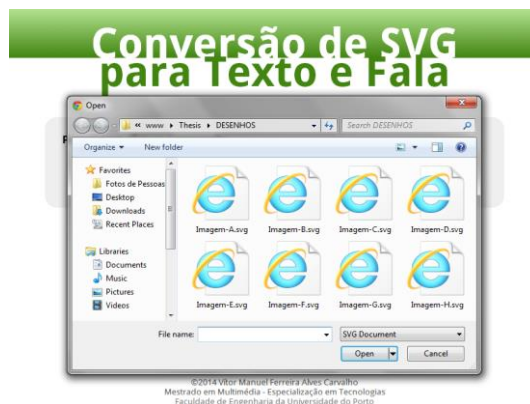 Conversão de SVG
para Texto e Fala
Open
« www ▸ Thesis ▸ DESENHOS
Search DESENHOS
Organize
New folder
Favorites
Fotos de Pessoas
Desktop
Downloads
Recent Places
Libraries
Documents
Music
Pictures
Videos
Imagem-A.svg
Imagem-B.svg
Imagem-C.svg
Imagem-D.svg
Imagem-E.svg
Imagem-F.svg
Imagem-G.svg
Imagem-H.svg
File name:
SVG Document
Open
Cancel
©2014 Vítor Manuel Ferreira Alves Carvalho
Mestrado em Multimédia - Especialização em Tecnologias
Faculdade de Engenharia da Universidade do Porto